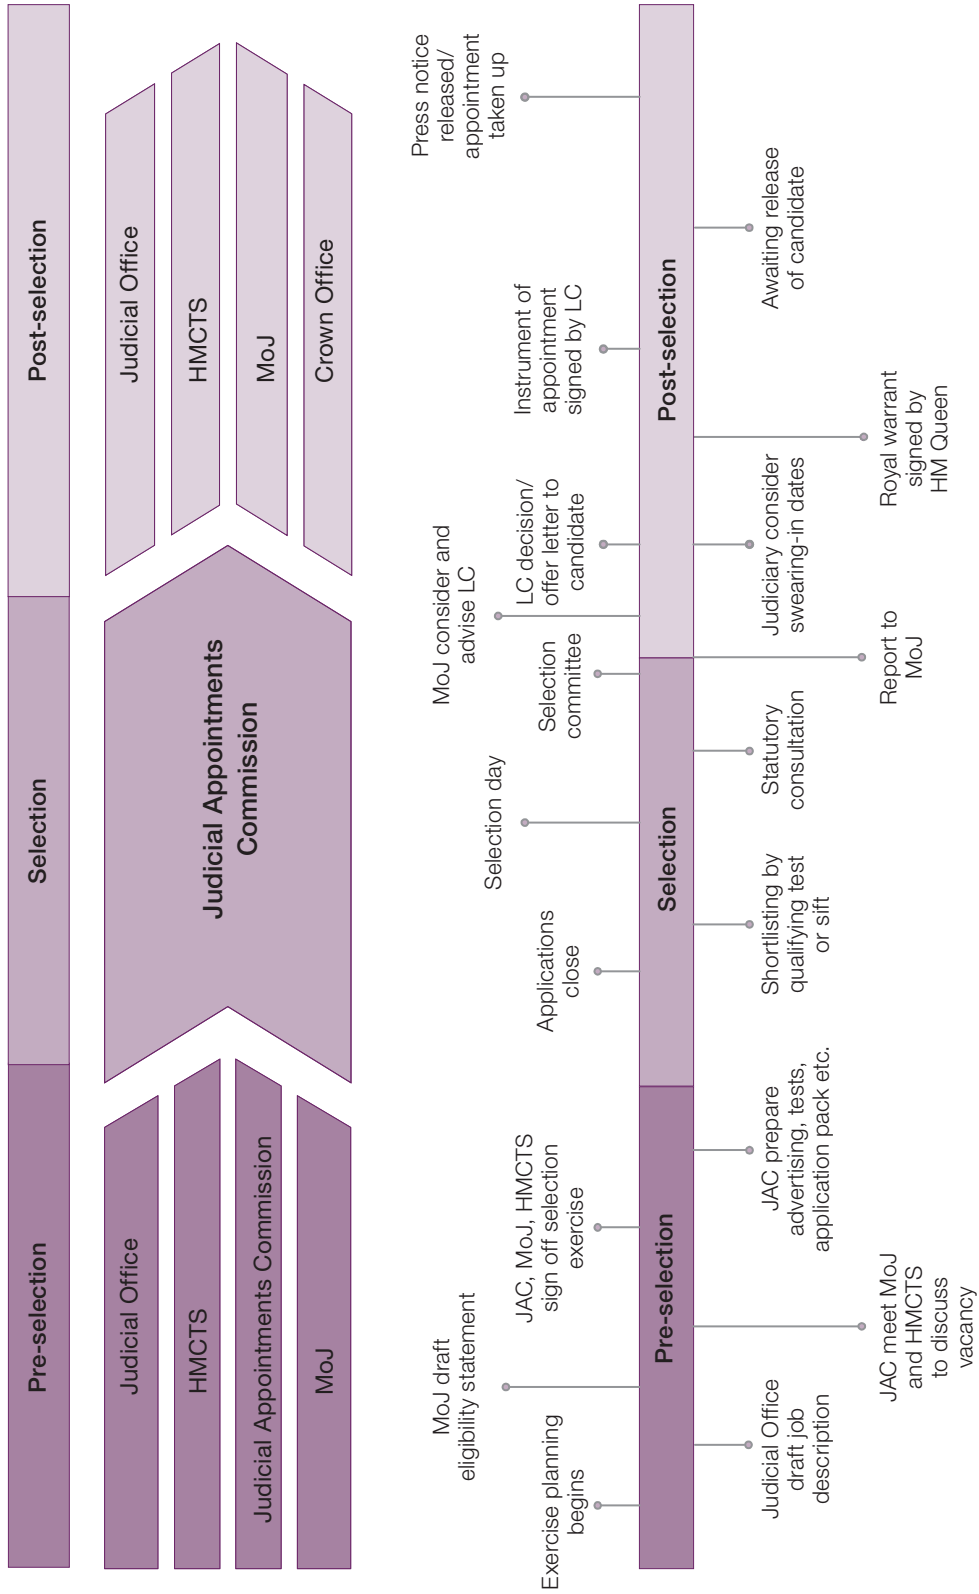 Pre-selection
Selection
Post-selection
Judicial Office
HMCTS
Judicial Appointments Commission
MoJ
Judicial Appointments
Commission
Judicial Office
HMCTS
MoJ
Crown Office
Exercise planning
begins
MoJ draft
eligibility statement
JAC, MoJ, HMCTS
sign off selection
exercise
Applications
close
Selection day
Selection
committee
MoJ consider and
advise LC
LC decision/
offer letter to
candidate
Instrument of
appointment
signed by LC
Press notice
released/
appointment
taken up
Pre-selection
Selection
Post-selection
Judicial Office
draft job
description
JAC meet MoJ
and HMCTS
to discuss
vacancy
JAC prepare
advertising, tests,
application pack etc.
Shortlisting by
qualifying test
or sift
Statutory
consultation
Report to
MoJ
Judiciary consider
swearing-in dates
Royal warrant
signed by
HM Queen
Awaiting release
of candidate